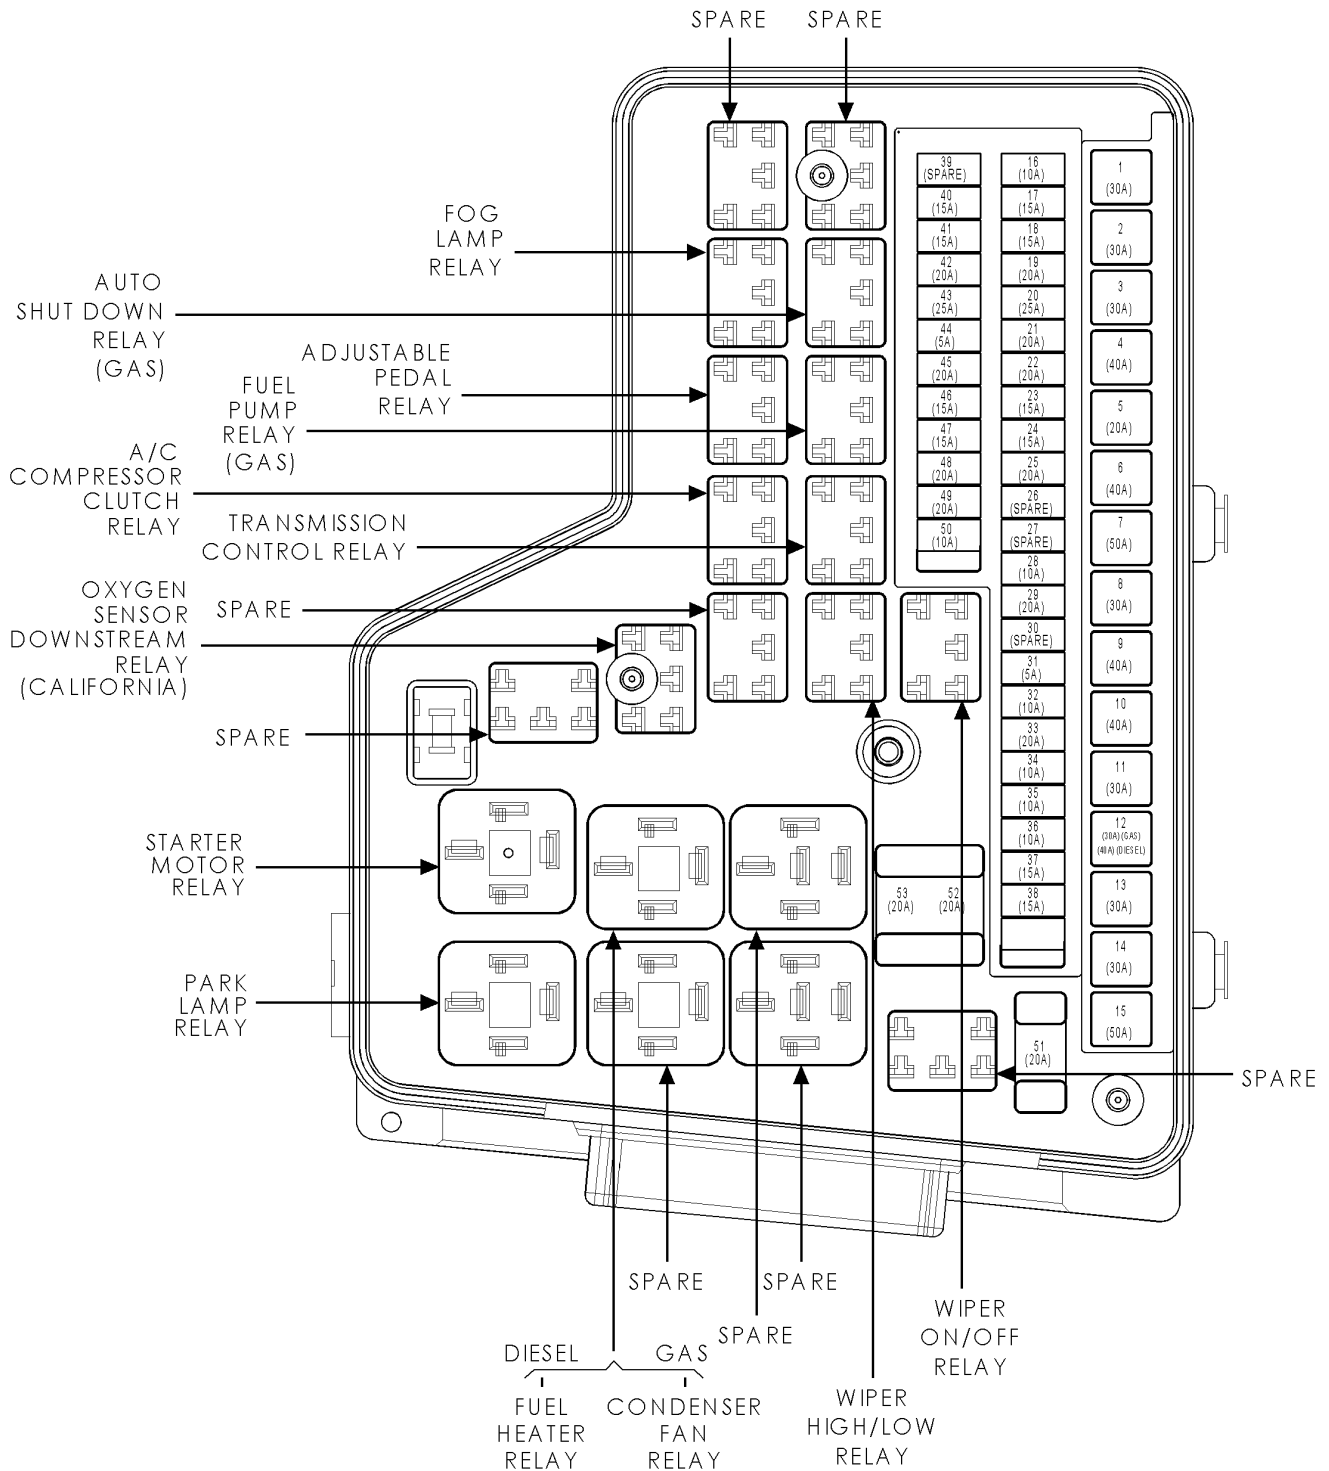 SPARE SPARE
FOG
LAMP
RELAY
AUTO
SHUT DOWN
RELAY
(GAS)
ADJUSTABLE
PEDAL
RELAY
FUEL
PUMP
RELAY
(GAS)
A/C
COMPRESSOR
CLUTCH
RELAY
TRANSMISSION
CONTROL RELAY
OXYGEN
SENSOR
DOWNSTREAM
RELAY
(CALIFORNIA)
SPARE
SPARE
STARTER
MOTOR
RELAY
PARK
LAMP
RELAY
39
(SPARE)
40
(15A)
41
(15A)
42
(20A)
43
(25A)
44
(5A)
45
(20A)
46
(15A)
47
(15A)
48
(20A)
49
(20A)
50
(10A)
16
(10A)
17
(15A)
18
(15A)
19
(20A)
20
(25A)
21
(20A)
22
(20A)
23
(15A)
24
(15A)
25
(20A)
26
(SPARE)
27
(SPARE)
28
(10A)
29
(20A)
30
(SPARE)
31
(5A)
32
(10A)
33
(20A)
34
(10A)
35
(10A)
36
(10A)
37
(15A)
38
(15A)
1
(30A)
2
(30A)
3
(30A)
4
(40A)
5
(20A)
6
(40A)
7
(50A)
8
(30A)
9
(40A)
10
(40A)
11
(30A)
12
(30A)(GAS)
(40A)(DIESEL)
13
(30A)
14
(30A)
15
(50A)
53 52
(20A) (20A)
51
(20A)
SPARE
SPARE SPARE
SPARE
WIPER
ON/OFF
RELAY
DIESEL GAS
FUEL
HEATER
RELAY
CONDENSER
FAN
RELAY
WIPER
HIGH/LOW
RELAY